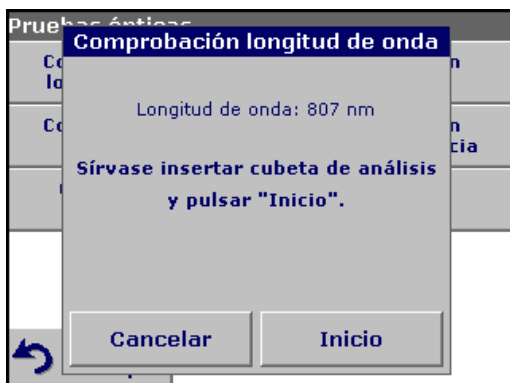 Comprobación longitud de onda
Longitud de onda: 807 nm
Sírvase insertar cubeta de análisis
y pulsar "Inicio".
Cancelar
Inicio